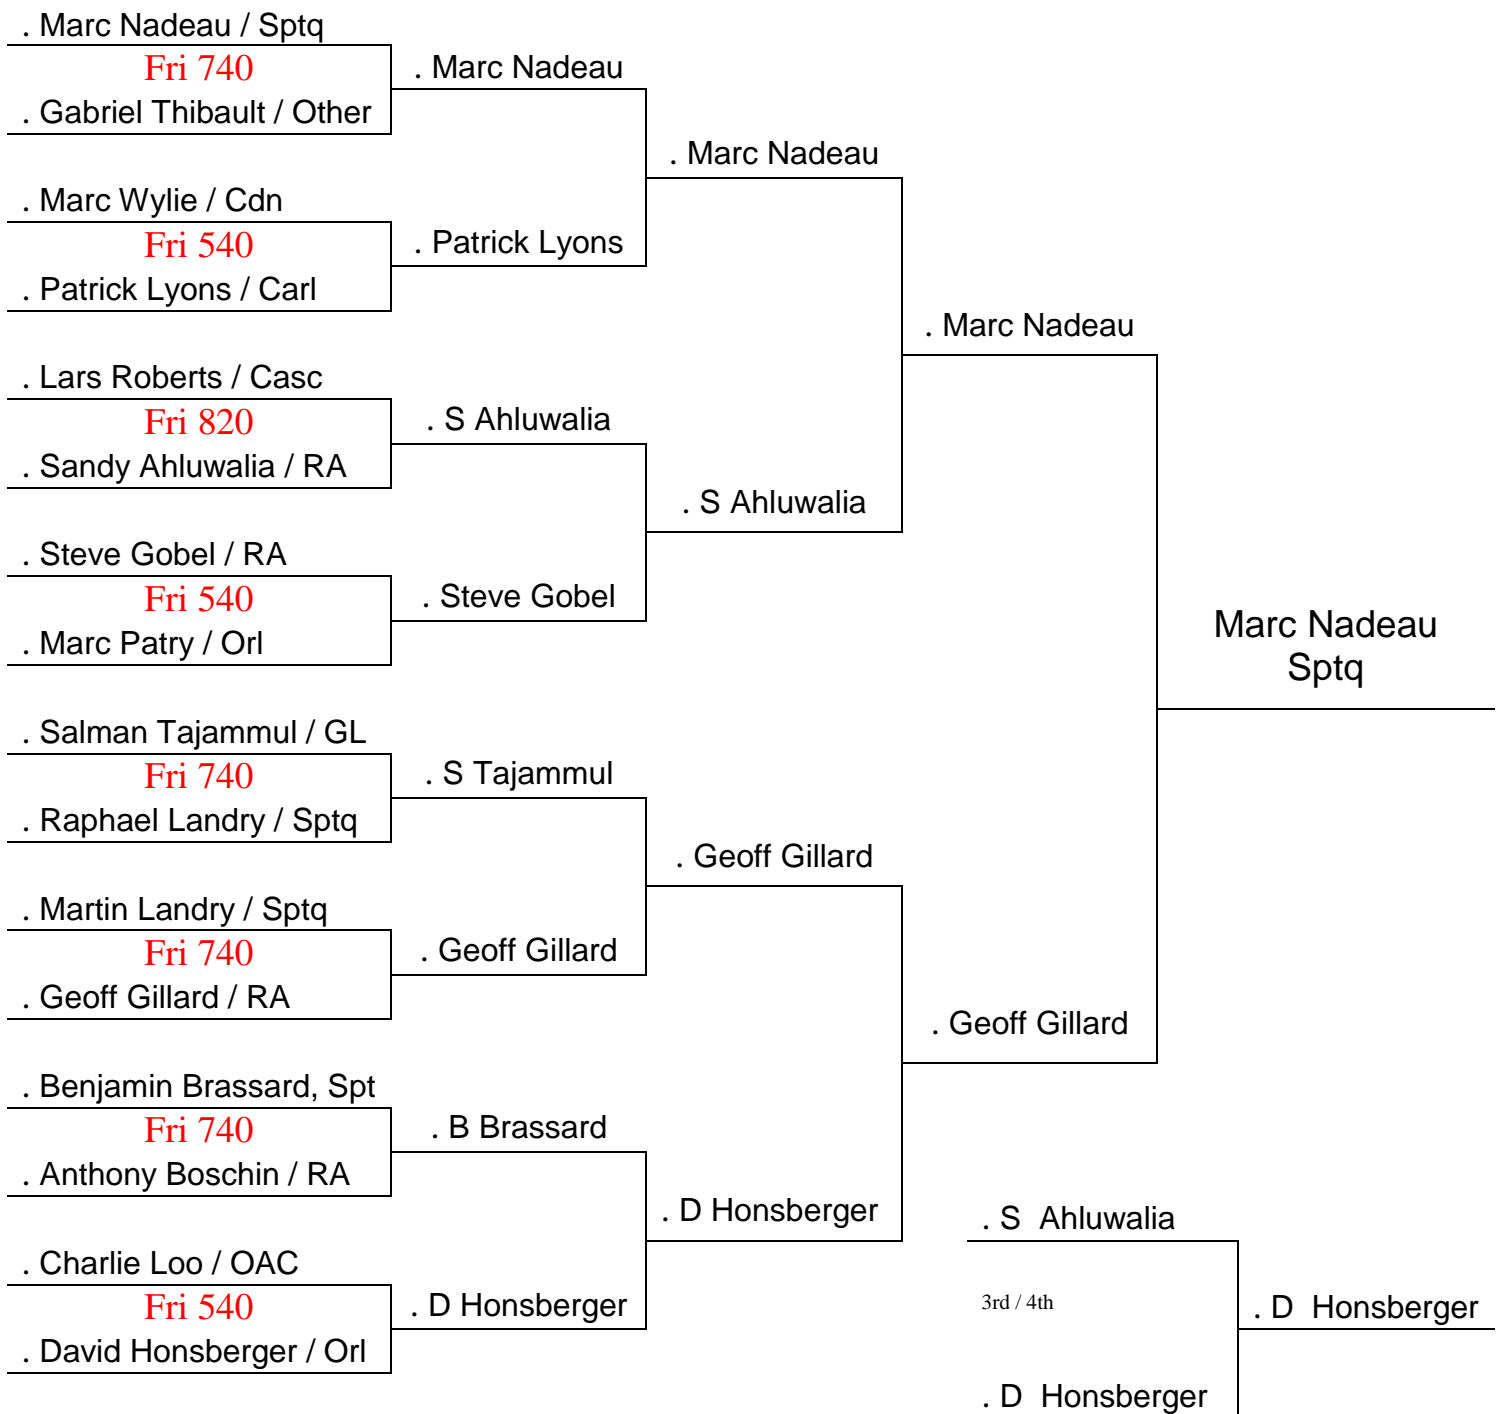 . Marc Nadeau / Sptq
Fri 740
. Gabriel Thibault / Other
. Marc Wylie / Cdn
Fri 540
. Patrick Lyons / Carl
. Lars Roberts / Casc
Fri 820
. Sandy Ahluwalia / RA
. Steve Gobel / RA
Fri 540
. Marc Patry / Orl
. Salman Tajammul / GL
Fri 740
. Raphael Landry / Sptq
. Martin Landry / Sptq
Fri 740
. Geoff Gillard / RA
. Benjamin Brassard, Spt
Fri 740
. Anthony Boschin / RA
. Charlie Loo / OAC
Fri 540
. David Honsberger / Orl
. Marc Nadeau
. Patrick Lyons
. S Ahluwalia
. Steve Gobel
. S Tajammul
. Geoff Gillard
. B Brassard
. D Honsberger
. Marc Nadeau
. S Ahluwalia
. Geoff Gillard
. D Honsberger
. Marc Nadeau
. Geoff Gillard
Marc Nadeau
Sptq
. S Ahluwalia
3rd / 4th
. D Honsberger
. D Honsberger